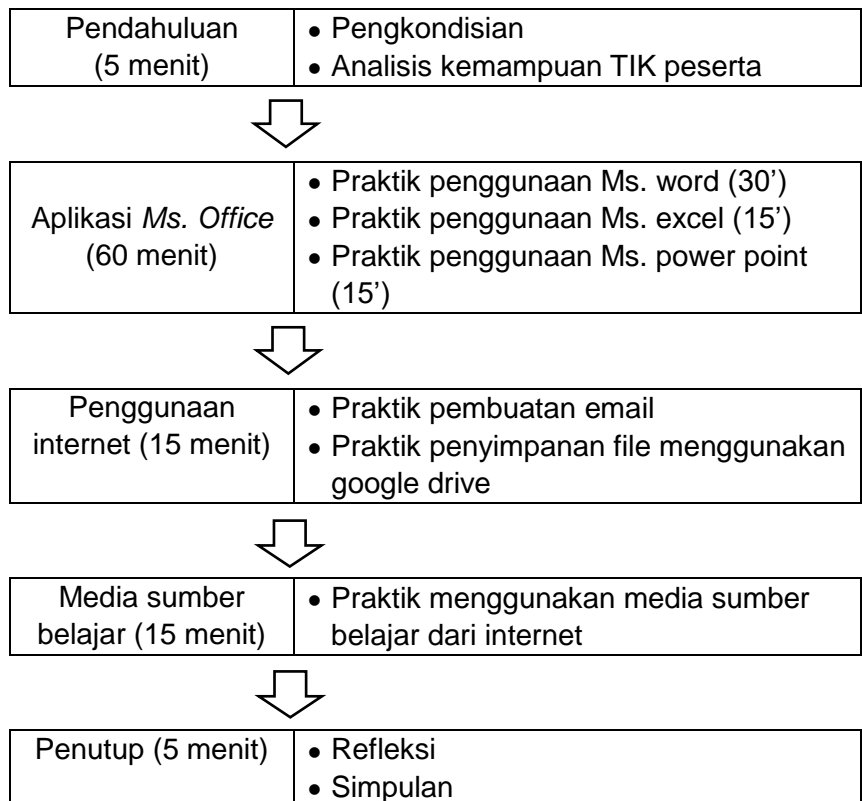 Pendahuluan
(5 menit)
• Pengkondisian
• Analisis kemampuan TIK peserta
Aplikasi Ms. Office
(60 menit)
• Praktik penggunaan Ms. word (30’)
• Praktik penggunaan Ms. excel (15’)
• Praktik penggunaan Ms. power point
(15’)
Penggunaan
internet (15 menit)
• Praktik pembuatan email
• Praktik penyimpanan file menggunakan
google drive
Media sumber
belajar (15 menit)
• Praktik menggunakan media sumber
belajar dari internet
Penutup (5 menit)
• Refleksi
• Simpulan